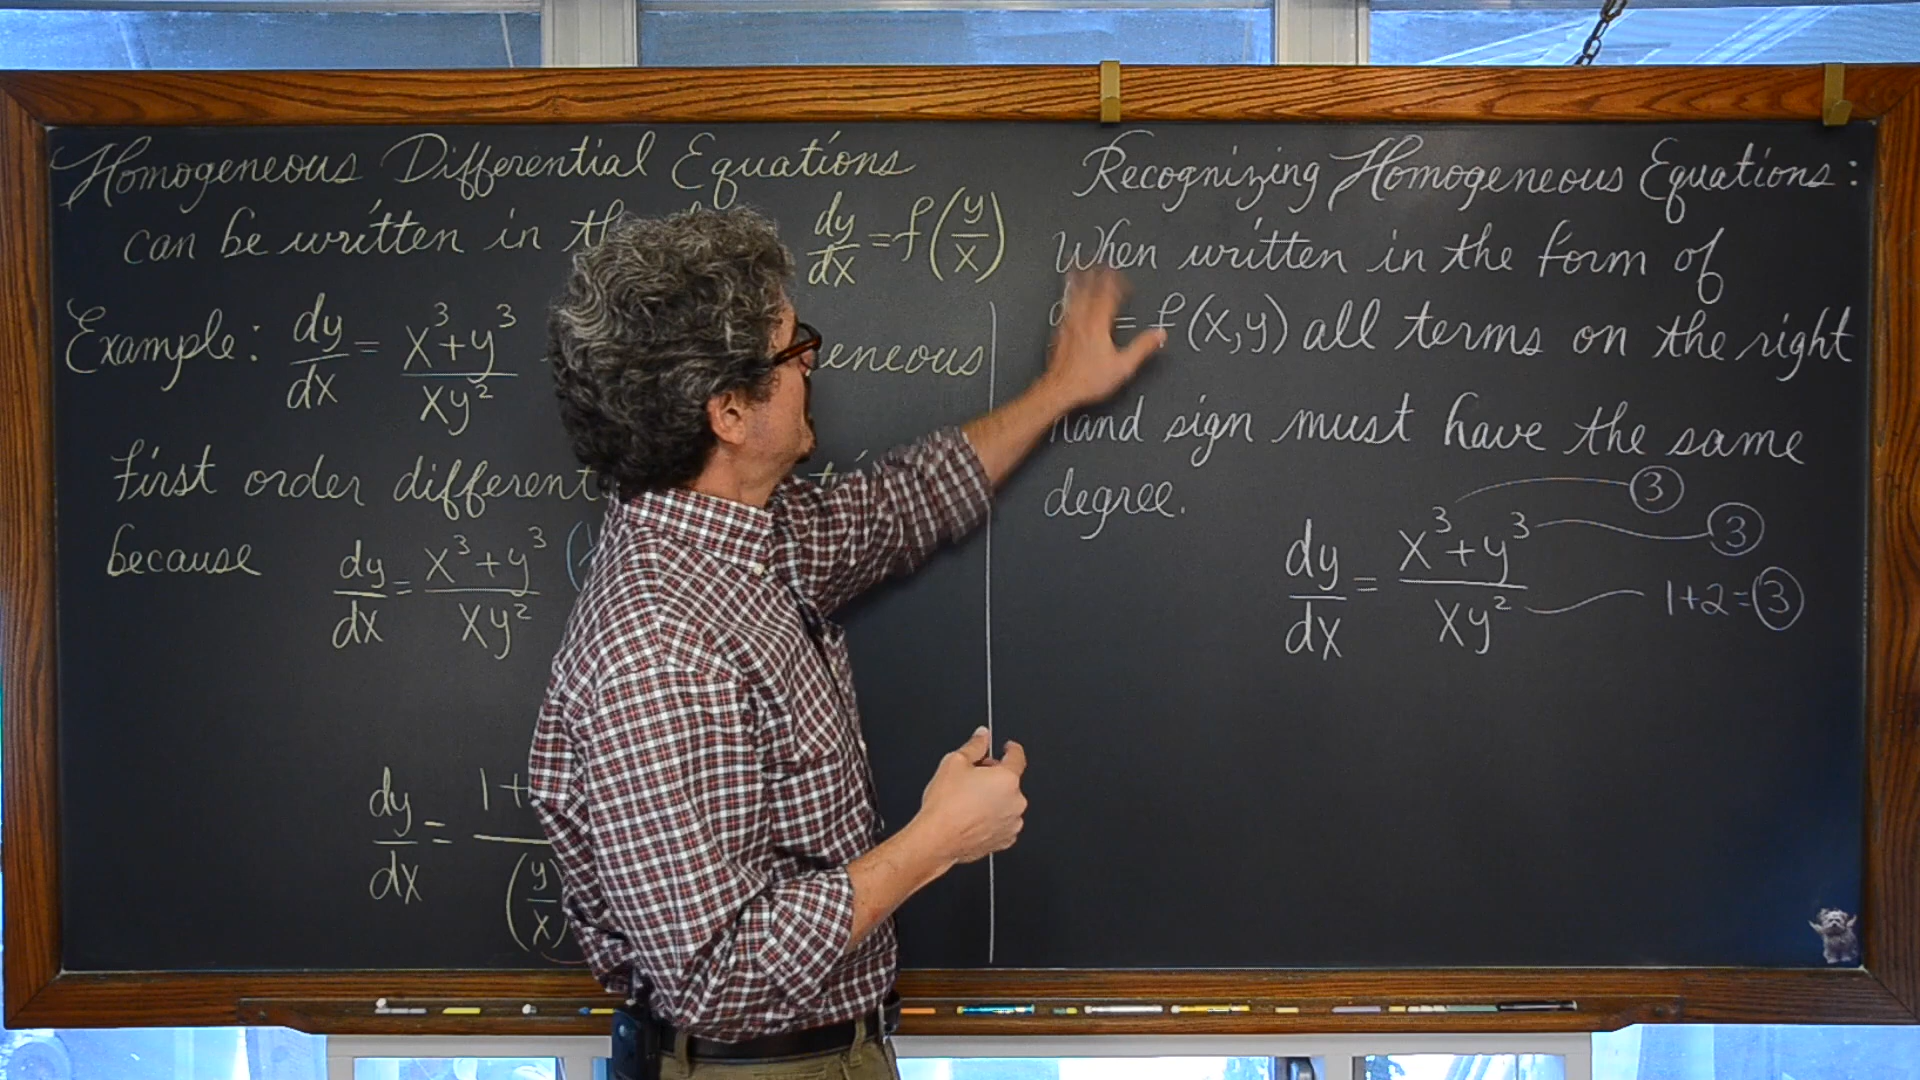 Homogeneous Differential Equations
can be written in
dy/dx = f(y/x)
Example: dy/dx = x³+y³/xy²
eneous
First order different
because dy/dx = x³+y³/xy²
dy/dx = 1+
(y/x)
Recognizing Homogeneous Equations:
When written in the form of
= f(x,y) all terms on the right
hand sign must have the same
degree.
dy/dx = x³+y³/xy²
3
3
1+2=3